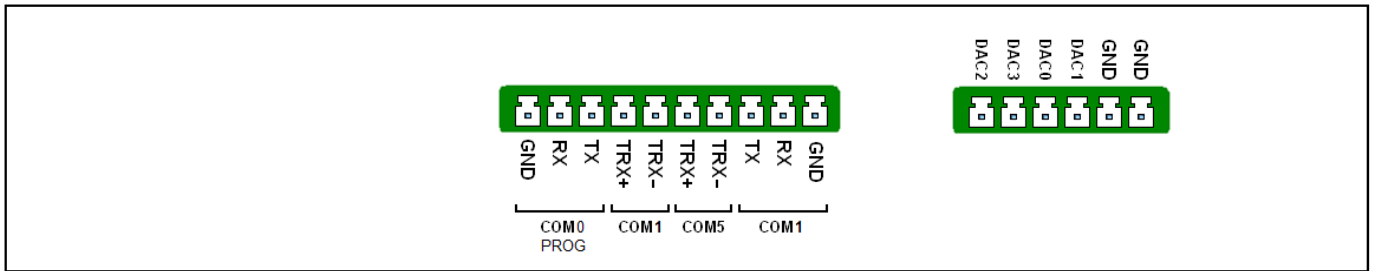 DAC2 DAC3 DAC0 DAC1 GND GND
GND RX TX TRX+ TRX- TRX+ TRX- TX RX GND
COM0 COM1 COM5 COM1
PROG